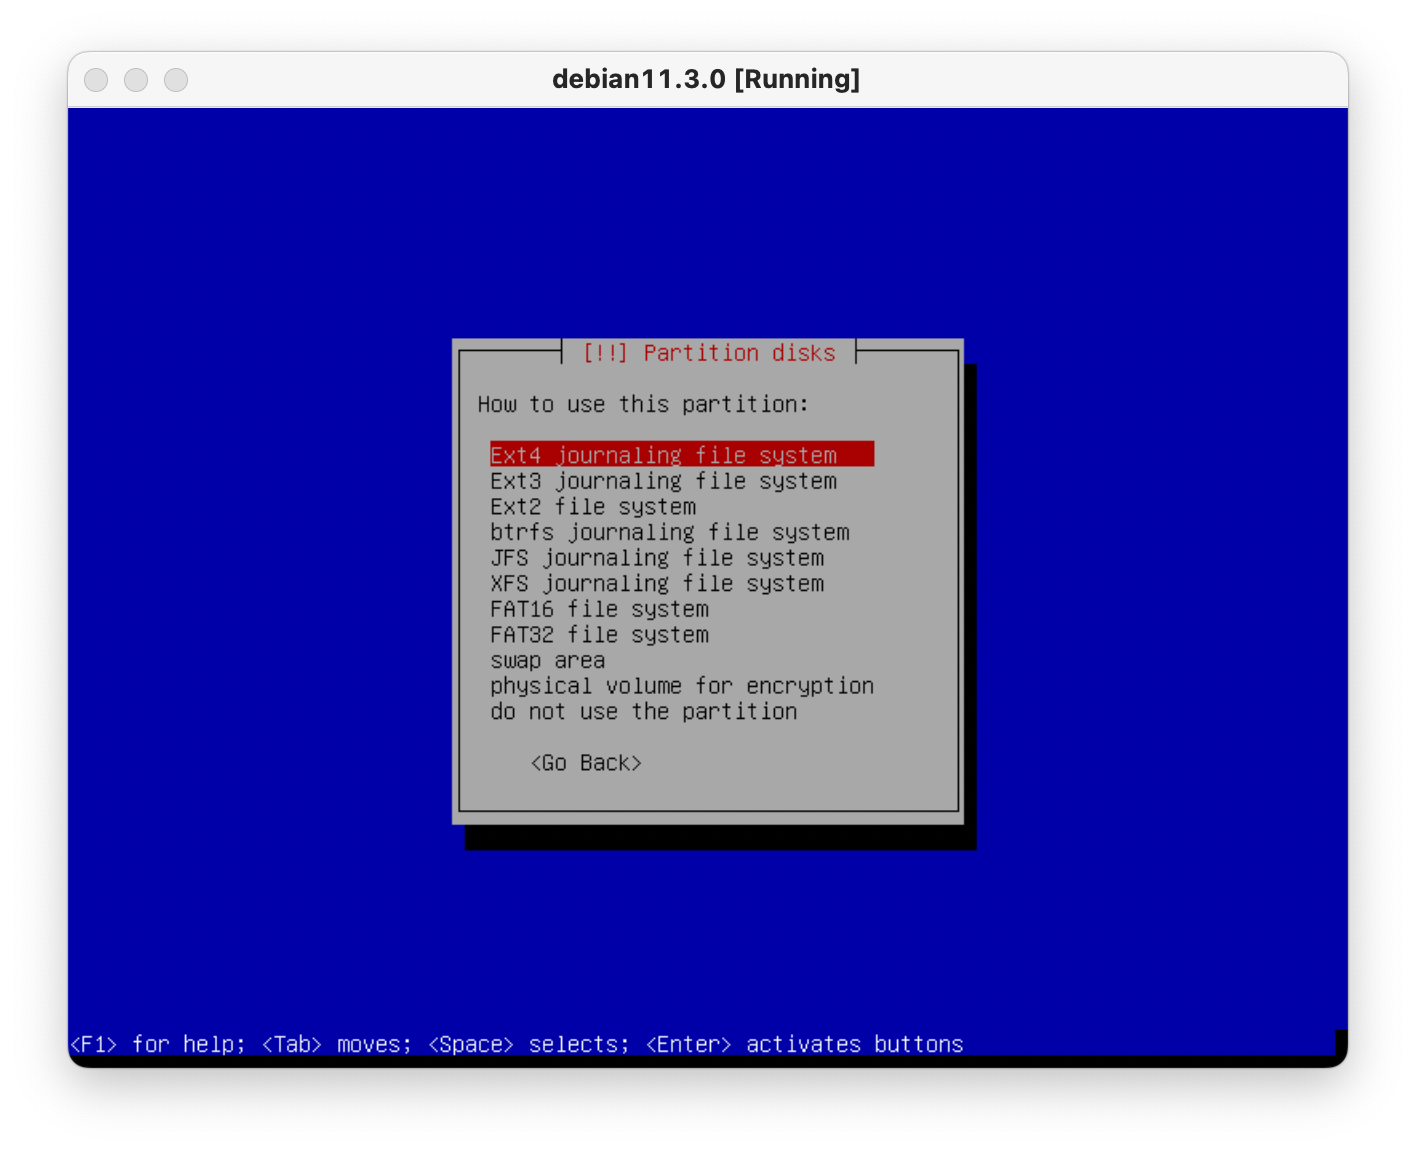 debian11.3.0 [Running]
[!!] Partition disks
How to use this partition:
Ext4 journaling file system
Ext3 journaling file system
Ext2 file system
btrfs journaling file system
JFS journaling file system
XFS journaling file system
FAT16 file system
FAT32 file system
swap area
physical volume for encryption
do not use the partition
<Go Back>
<F1> for help; <Tab> moves; <Space> selects; <Enter> activates buttons